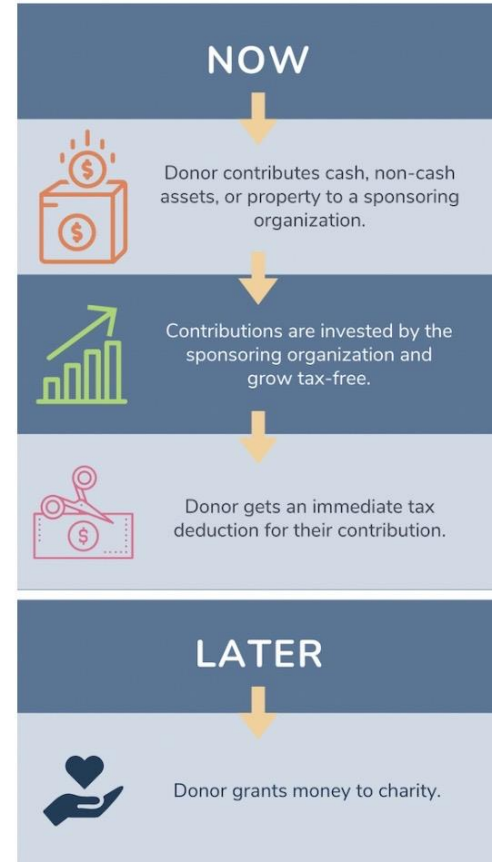 NOW
$
Donor contributes cash, non-cash
assets, or property to a sponsoring
organization.
$
Contributions are invested by the
sponsoring organization and
grow tax-free.
Donor gets an immediate tax
deduction for their contribution.
$
LATER
Donor grants money to charity.